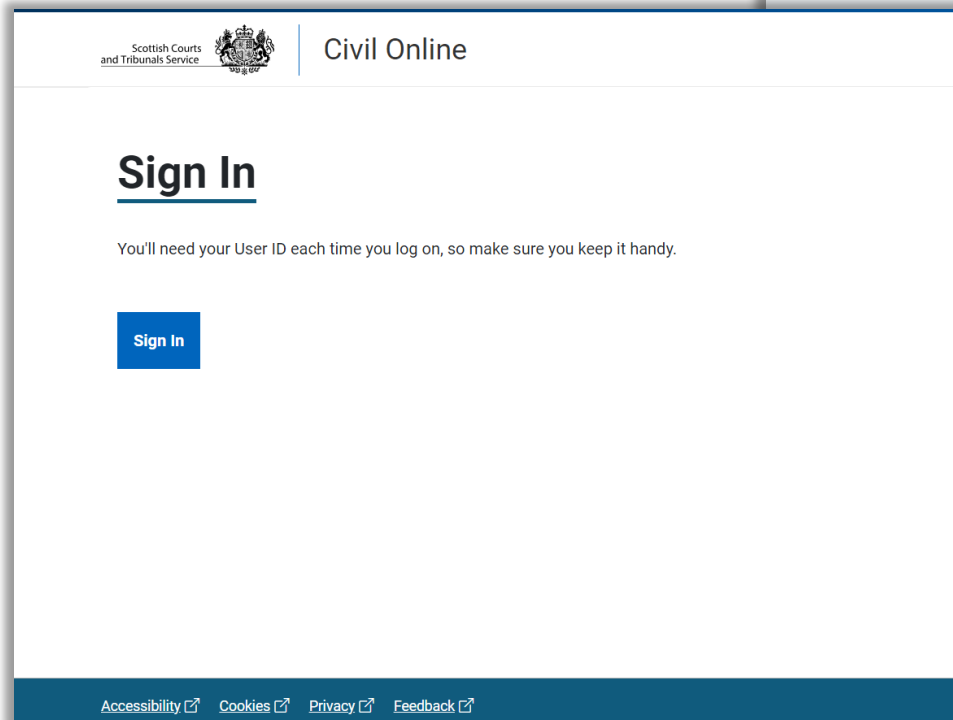 Scottish Courts
and Tribunals Service
Civil Online
Sign In
You'll need your User ID each time you log on, so make sure you keep it handy.
Sign In
Accessibility Cookies Privacy Feedback